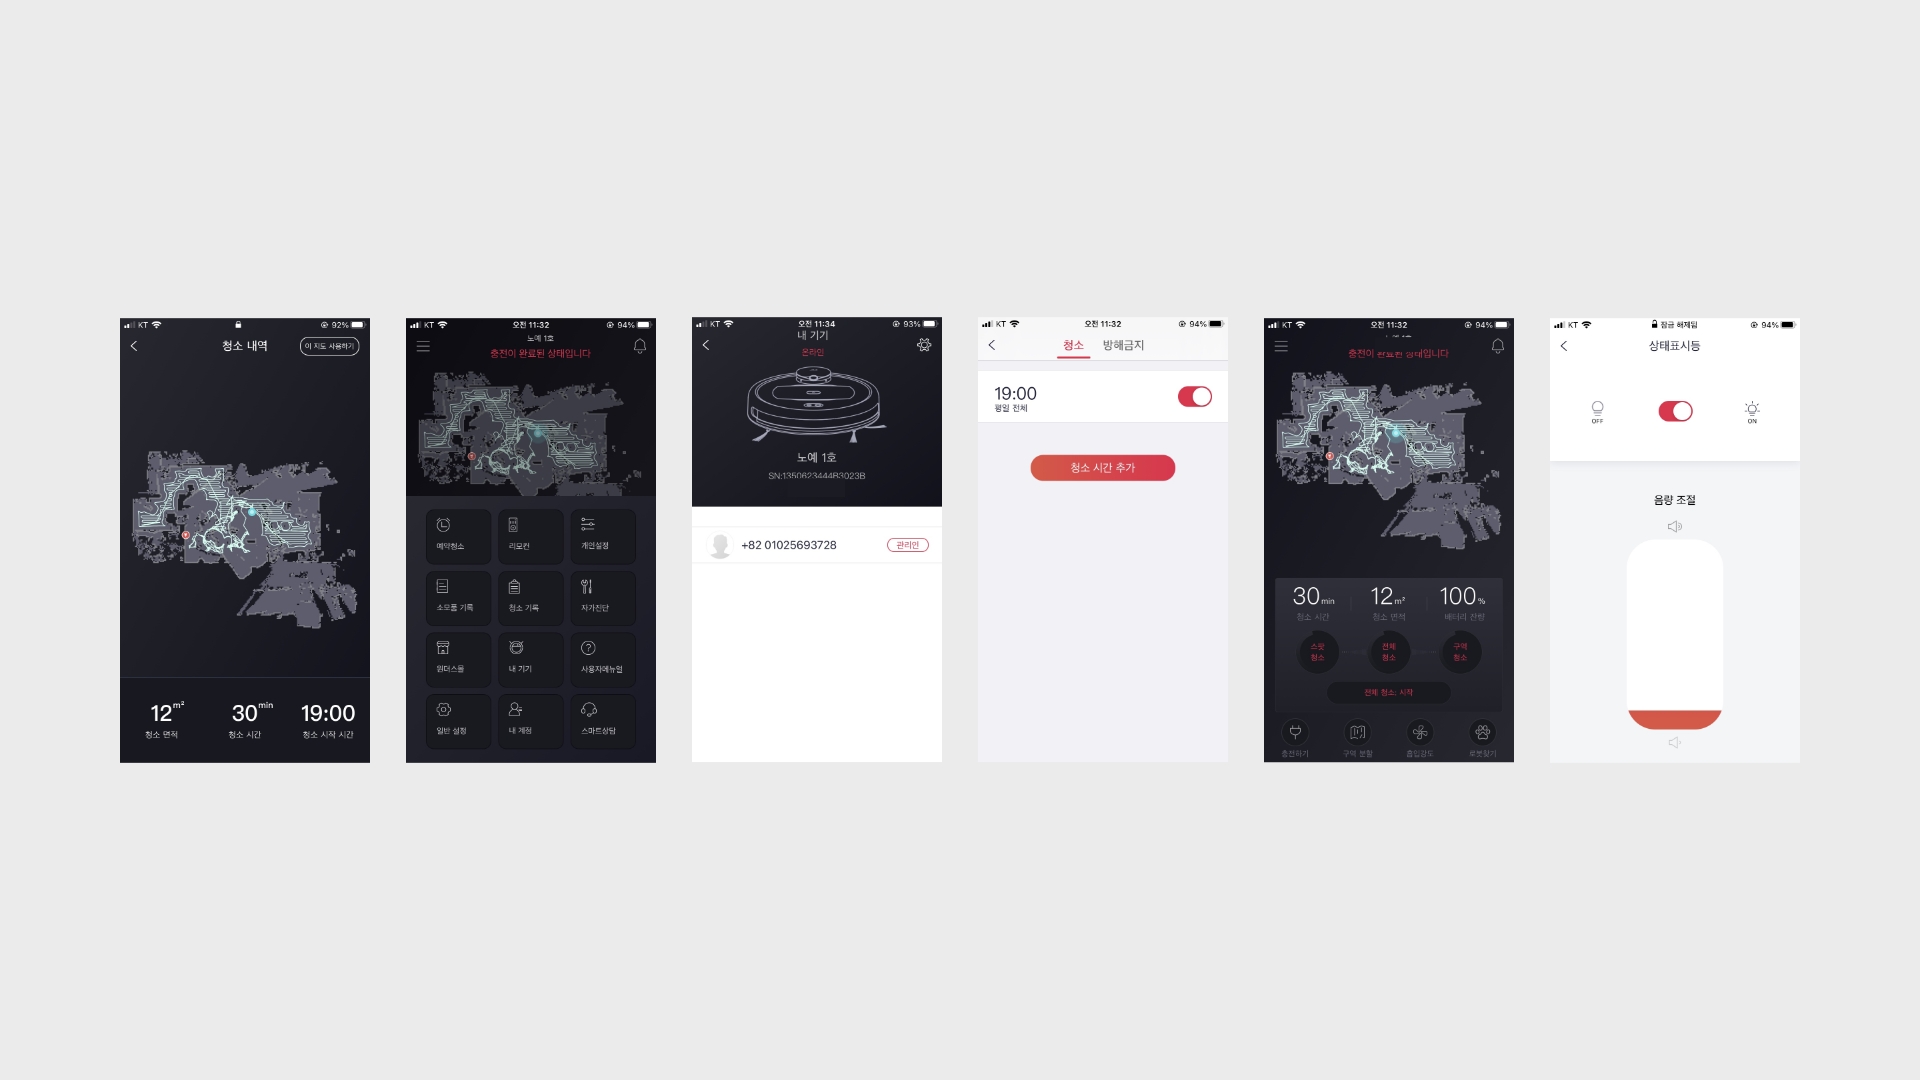 KT
92%
청소 내역
이 지도 사용하기
12 m²
청소 면적
30 min
청소 시간
19:00
청소 시작 시간
KT
오전 11:32
94%
노예 1호
충전이 완료된 상태입니다
예약청소
리모컨
개인설정
소모품 기록
청소 기록
자가진단
원더스몰
내 기기
사용자메뉴얼
일반 설정
내 계정
스마트상담
KT
오전 11:34
93%
내 기기
온라인
노예 1호
SN:1350623444B3023B
+82 01025693728
관리인
KT
오전 11:32
94%
청소
방해금지
19:00
평일 전체
청소 시간 추가
KT
오전 11:32
94%
충전이 완료된 상태입니다
30 min
청소 시간
12 m²
청소 면적
100 %
배터리 잔량
스팟
청소
전체
청소
구역
청소
전체 청소: 시작
충전하기
구역 분할
흡입강도
로봇찾기
KT
잠금 해제됨
94%
상태표시등
OFF
ON
음량 조절